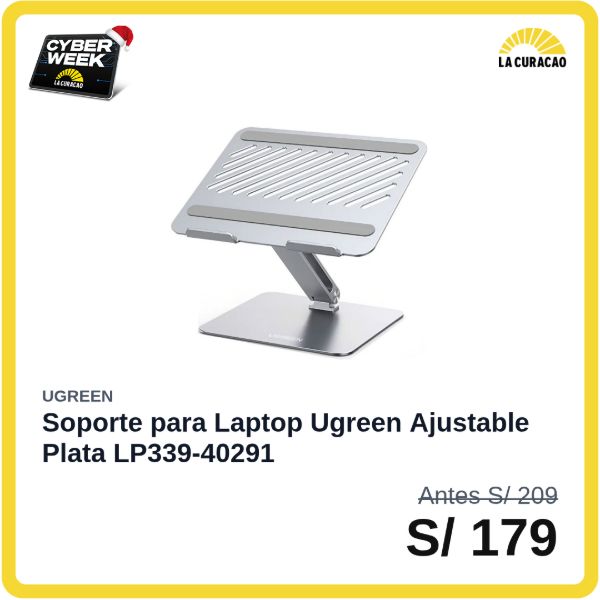 CYBER
WEEK
LA CURACAO
LA CURACAO
UGREEN
UGREEN
Soporte para Laptop Ugreen Ajustable
Plata LP339-40291
Antes S/ 209
S/ 179